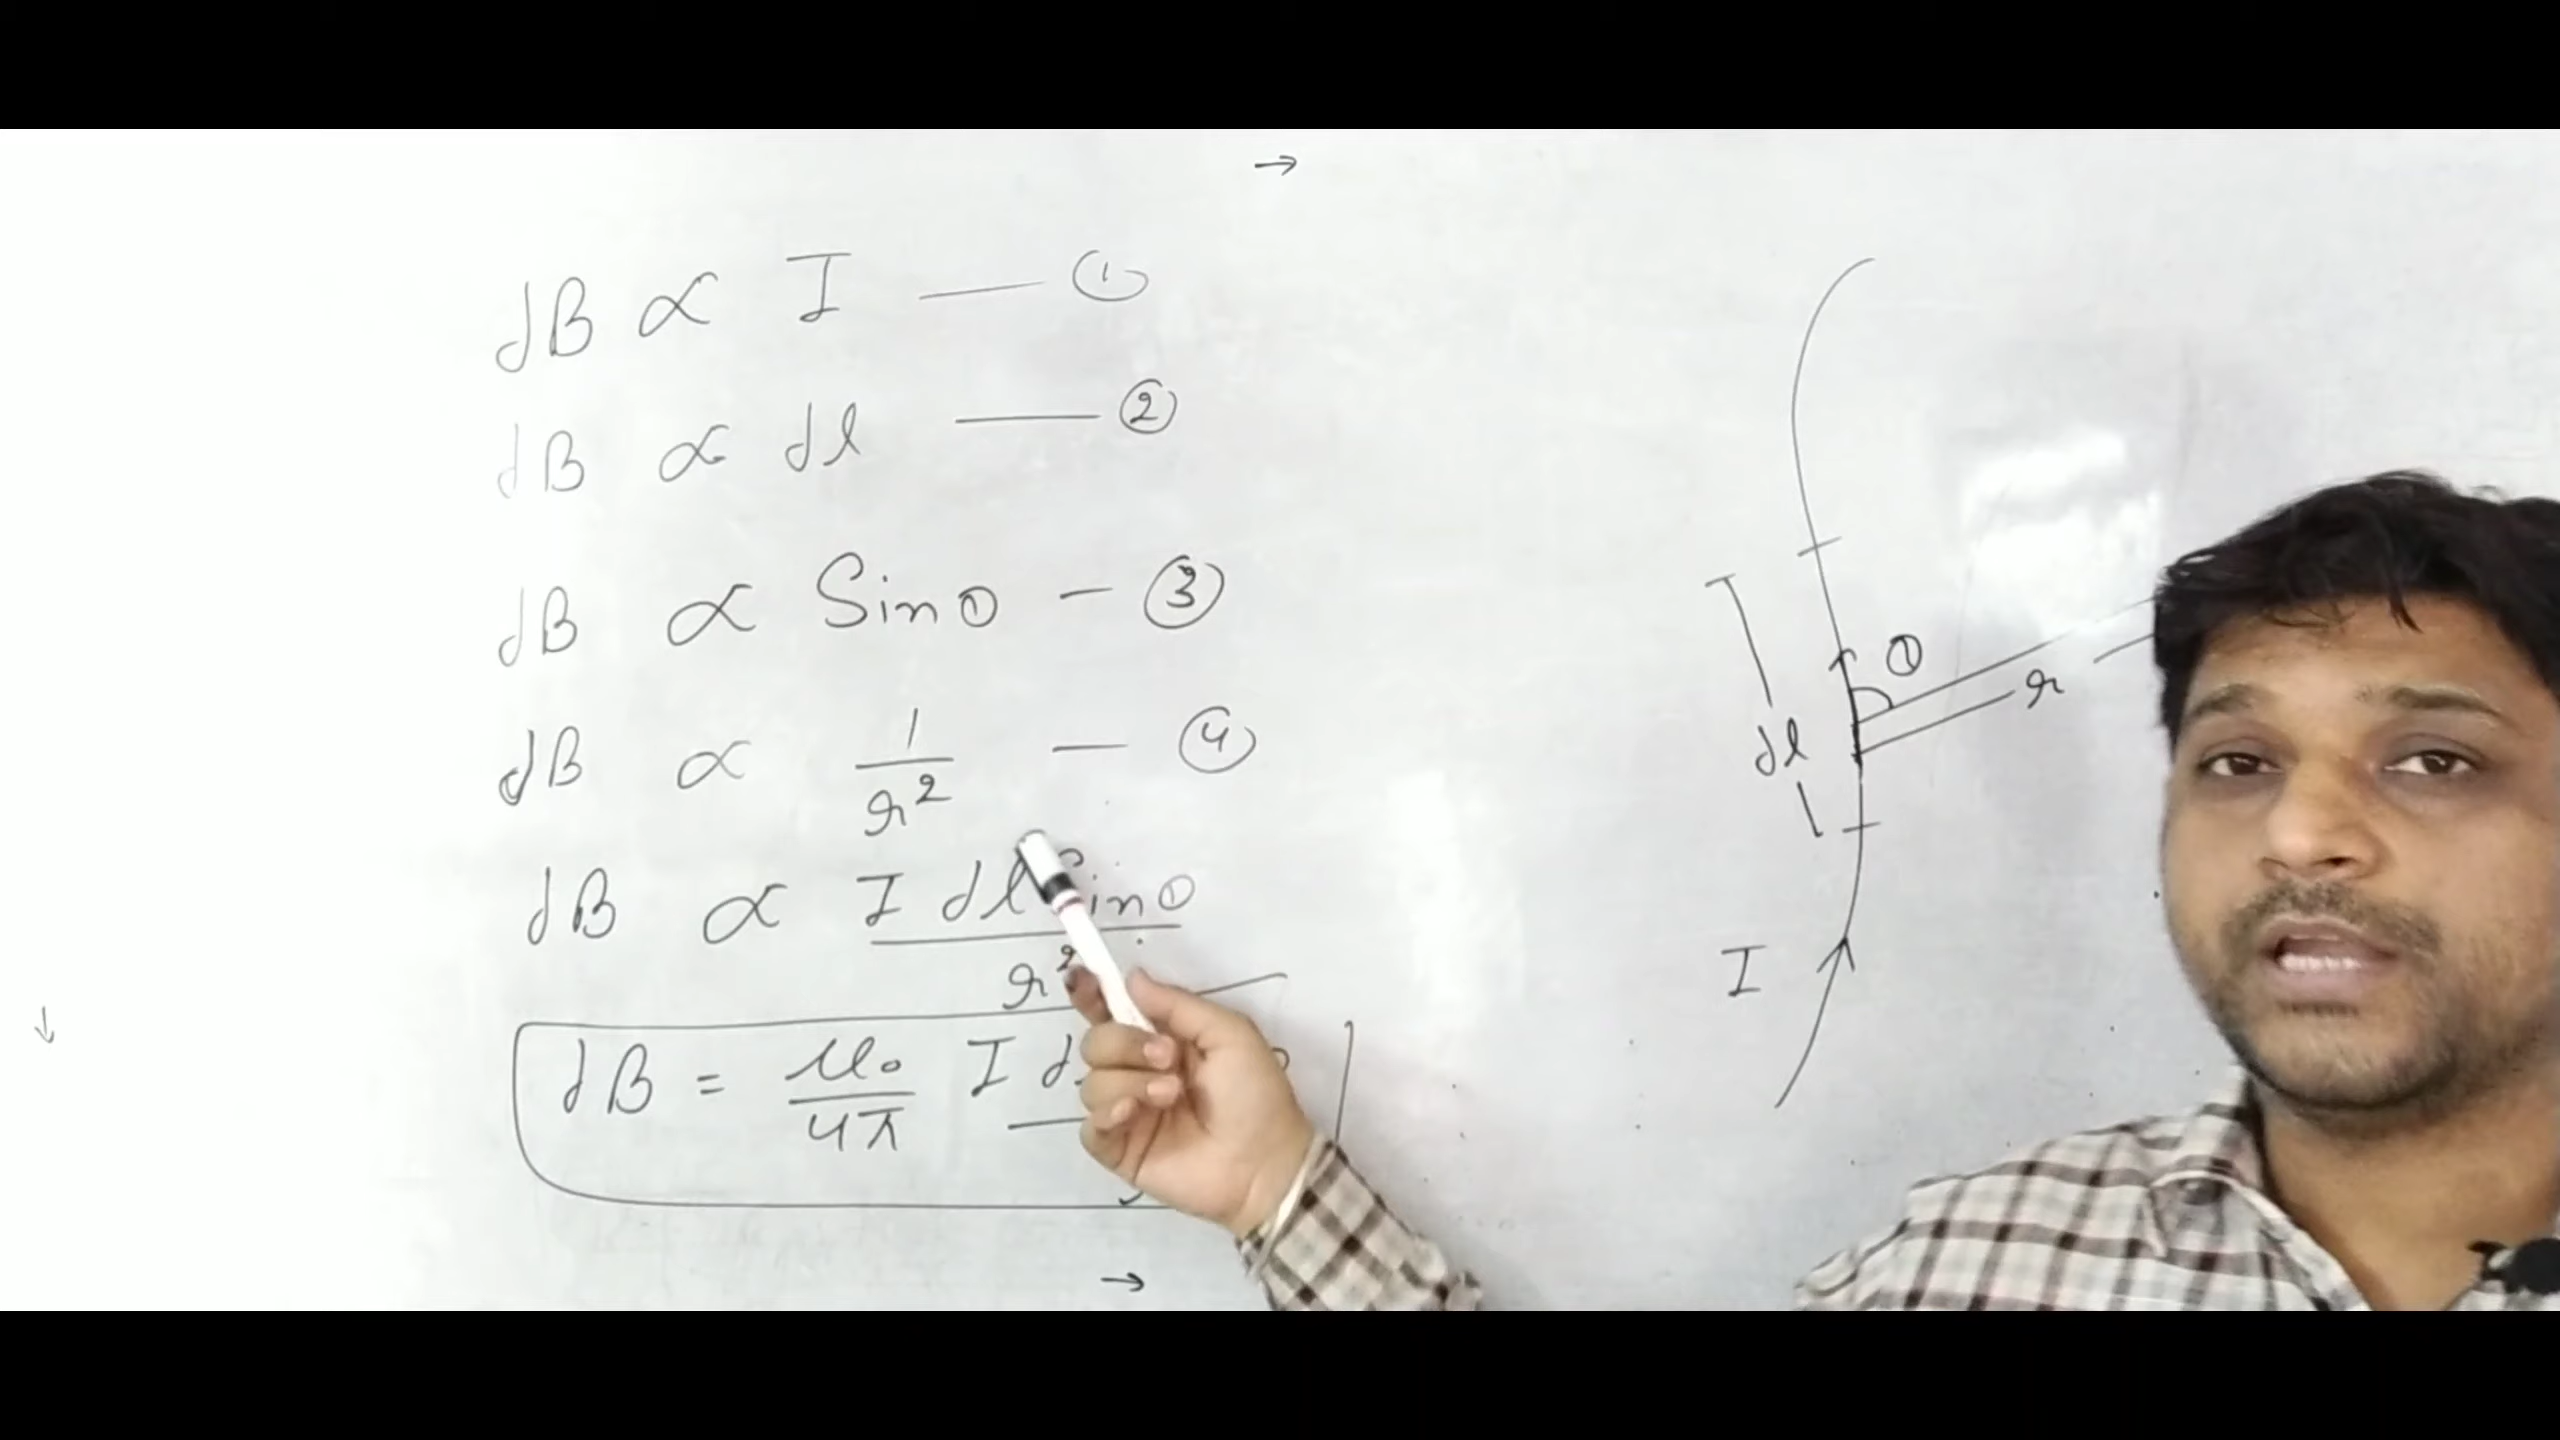 →
dB ∝ I — ①
dB ∝ dl — ②
dB ∝ Sinθ — ③
dB ∝ 1/r² — ④
dB ∝ I dl Sinθ / r²
dB = μ₀/4π I d
→
↓
θ
r
dl
I